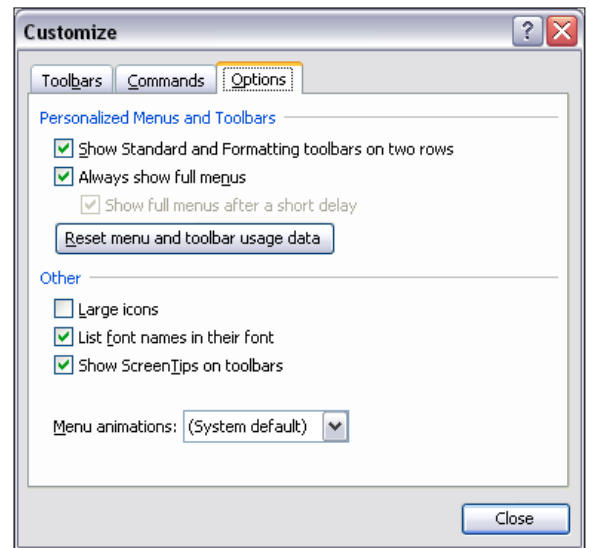 Customize
Toolbars Commands Options
Personalized Menus and Toolbars
Show Standard and Formatting toolbars on two rows
Always show full menus
Show full menus after a short delay
Reset menu and toolbar usage data
Other
Large icons
List font names in their font
Show ScreenTips on toolbars
Menu animations: (System default)
Close